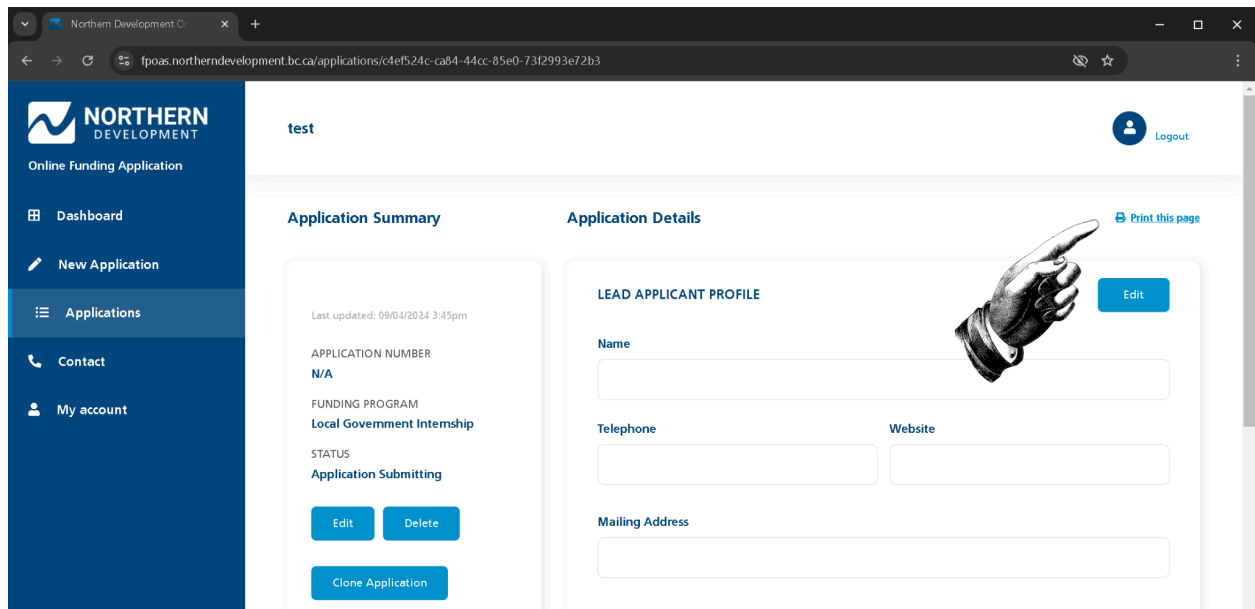 Northern Development On
fpoas.northerndevelopment.bc.ca/applications/c4ef524c-ca84-44cc-85e0-73f2993e72b3
NORTHERN
DEVELOPMENT
Online Funding Application
test
Logout
Dashboard
New Application
Applications
Contact
My account
Application Summary
Last updated: 09/04/2024 3:45pm
APPLICATION NUMBER
N/A
FUNDING PROGRAM
Local Government Internship
STATUS
Application Submitting
Edit Delete
Clone Application
Application Details
Print this page
LEAD APPLICANT PROFILE
Edit
Name
Telephone Website
Mailing Address